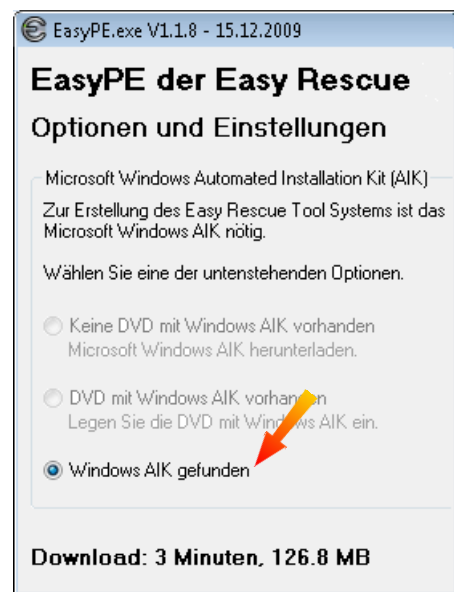 EasyPE.exe V1.1.8 - 15.12.2009
EasyPE der Easy Rescue
Optionen und Einstellungen
Microsoft Windows Automated Installation Kit (AIK)
Zur Erstellung des Easy Rescue Tool Systems ist das
Microsoft Windows AIK nötig.
Wählen Sie eine der untenstehenden Optionen.
Keine DVD mit Windows AIK vorhanden
Microsoft Windows AIK herunterladen.
DVD mit Windows AIK vorhanden
Legen Sie die DVD mit Windows AIK ein.
Windows AIK gefunden
Download: 3 Minuten, 126.8 MB